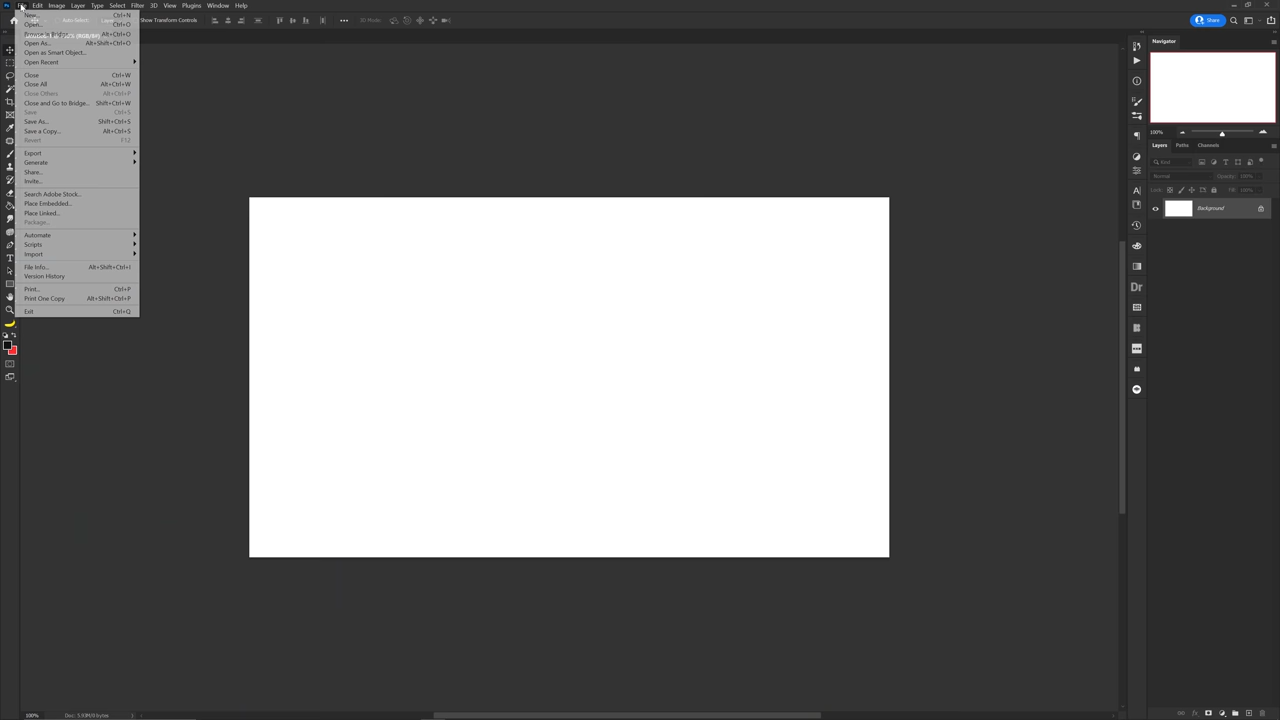 Ps File Edit Image Layer Type Select Filter 3D View Plugins Window Help
Auto-Select: Show Transform Controls 3D Mode: Share
New... Ctrl+N
Open... Ctrl+O
Alt+Ctrl+O
Open As... Alt+Shift+Ctrl+O
Open as Smart Object...
Open Recent
Close Ctrl+W
Close All Alt+Ctrl+W
Close Others Alt+Ctrl+P
Close and Go to Bridge... Shift+Ctrl+W
Save Ctrl+S
Save As... Shift+Ctrl+S
Save a Copy... Alt+Ctrl+S
Revert F12
Export
Generate
Share...
Invite...
Search Adobe Stock...
Place Embedded...
Place Linked...
Package...
Automate
Scripts
Import
File Info... Alt+Shift+Ctrl+I
Version History
Print... Ctrl+P
Print One Copy Alt+Shift+Ctrl+P
Exit Ctrl+Q
Navigator
100%
Layers Paths Channels
Kind
Normal Opacity: 100%
Lock: Fill: 100%
Background
Dr
100% Doc: 5.93M/0 bytes